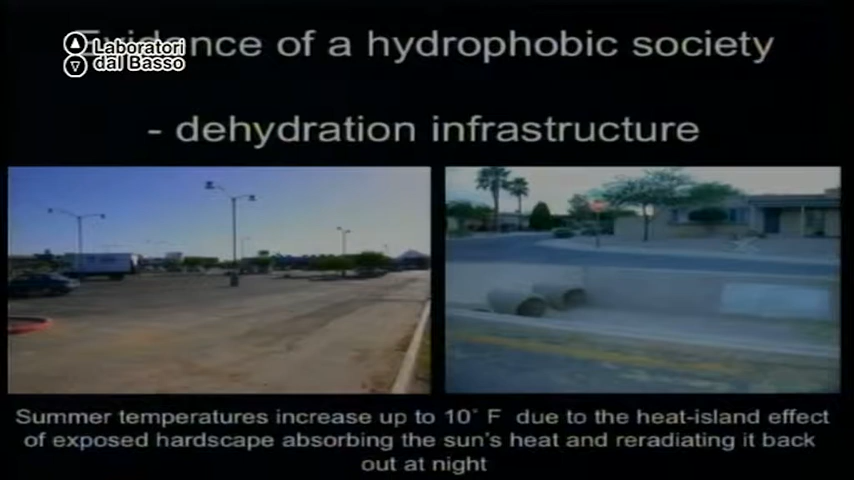 Evidence of a hydrophobic society
Laboratori
dal Basso
- dehydration infrastructure
Summer temperatures increase up to 10° F due to the heat-island effect
of exposed hardscape absorbing the sun's heat and reradiating it back
out at night